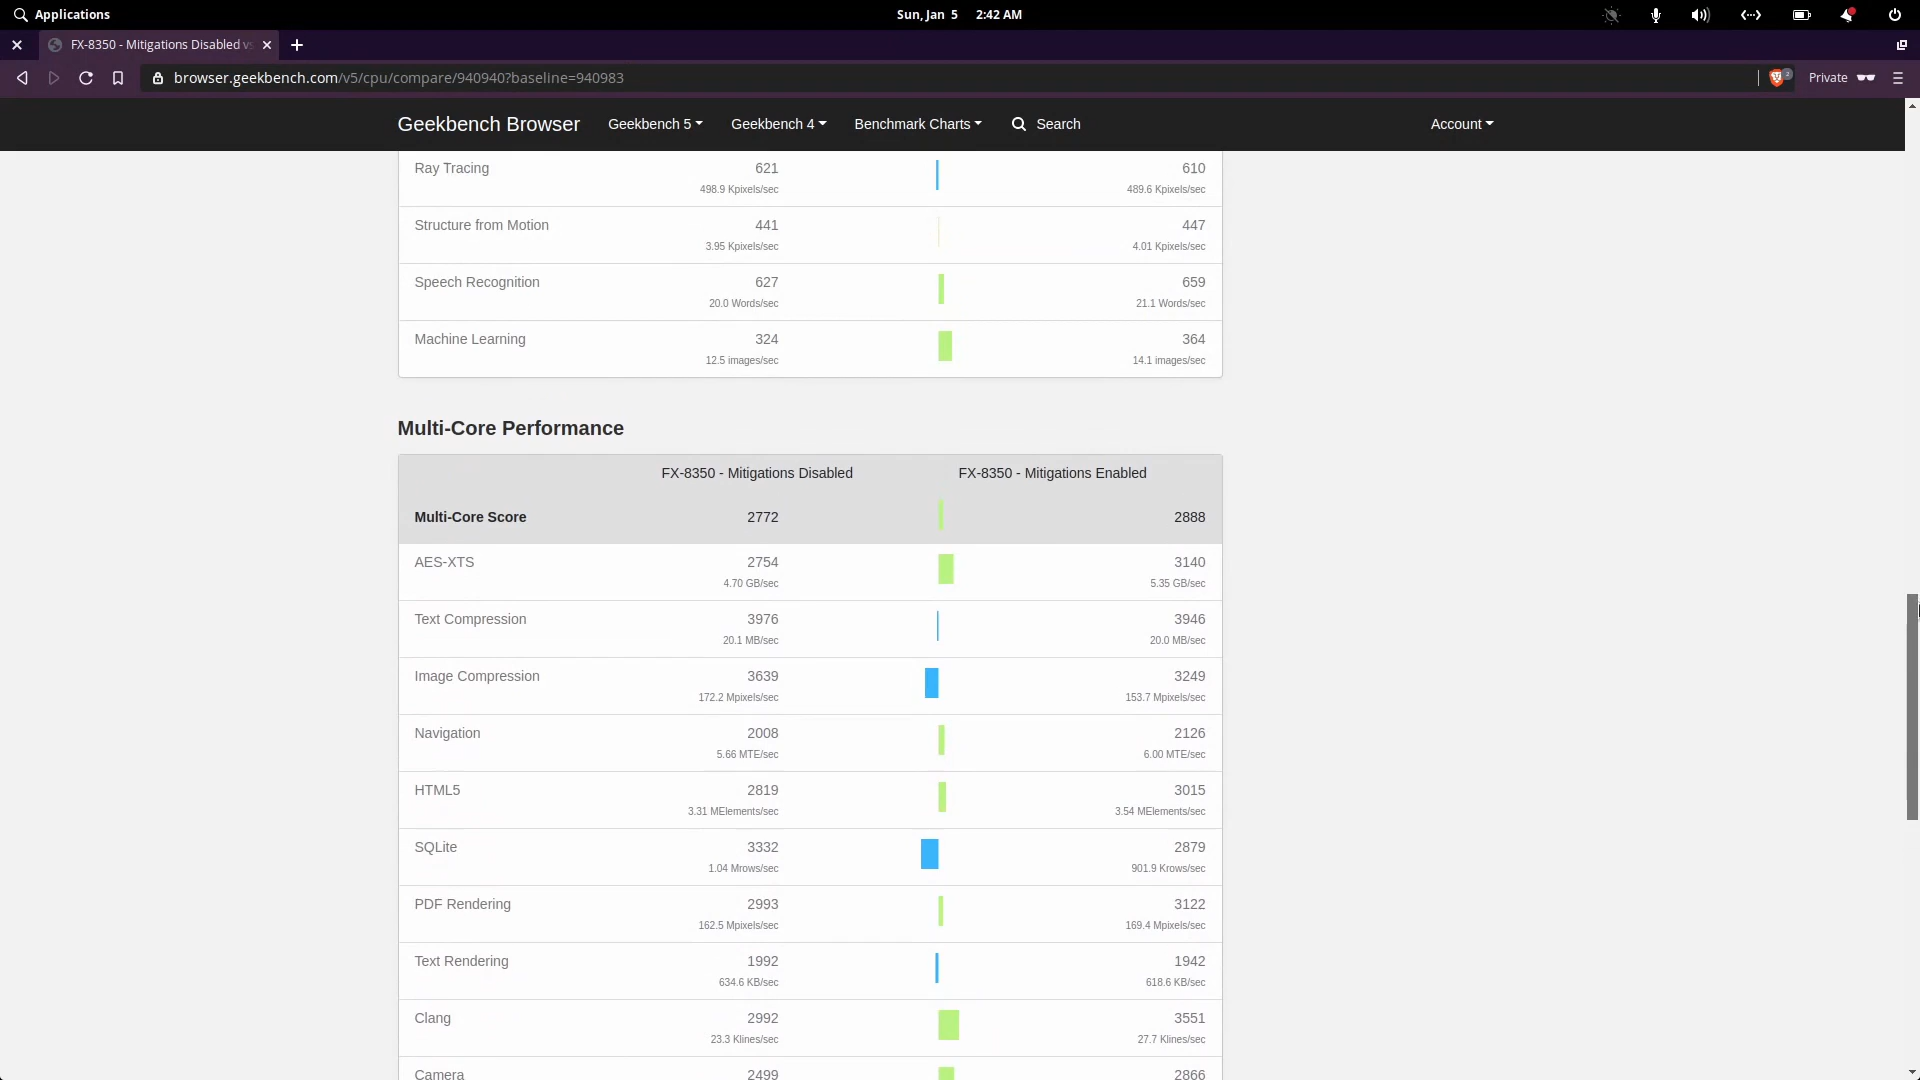 Applications
Sun, Jan 5 2:42 AM
FX-8350 - Mitigations Disabled vs
browser.geekbench.com/v5/cpu/compare/940940?baseline=940983
2
Private
Geekbench Browser
Geekbench 5
Geekbench 4
Benchmark Charts
Search
Account
Ray Tracing 621 610
498.9 Kpixels/sec 489.6 Kpixels/sec
Structure from Motion 441 447
3.95 Kpixels/sec 4.01 Kpixels/sec
Speech Recognition 627 659
20.0 Words/sec 21.1 Words/sec
Machine Learning 324 364
12.5 images/sec 14.1 images/sec
Multi-Core Performance
FX-8350 - Mitigations Disabled FX-8350 - Mitigations Enabled
Multi-Core Score 2772 2888
AES-XTS 2754 3140
4.70 GB/sec 5.35 GB/sec
Text Compression 3976 3946
20.1 MB/sec 20.0 MB/sec
Image Compression 3639 3249
172.2 Mpixels/sec 153.7 Mpixels/sec
Navigation 2008 2126
5.66 MTE/sec 6.00 MTE/sec
HTML5 2819 3015
3.31 MElements/sec 3.54 MElements/sec
SQLite 3332 2879
1.04 Mrows/sec 901.9 Krows/sec
PDF Rendering 2993 3122
162.5 Mpixels/sec 169.4 Mpixels/sec
Text Rendering 1992 1942
634.6 KB/sec 618.6 KB/sec
Clang 2992 3551
23.3 Klines/sec 27.7 Klines/sec
Camera 2499 2866